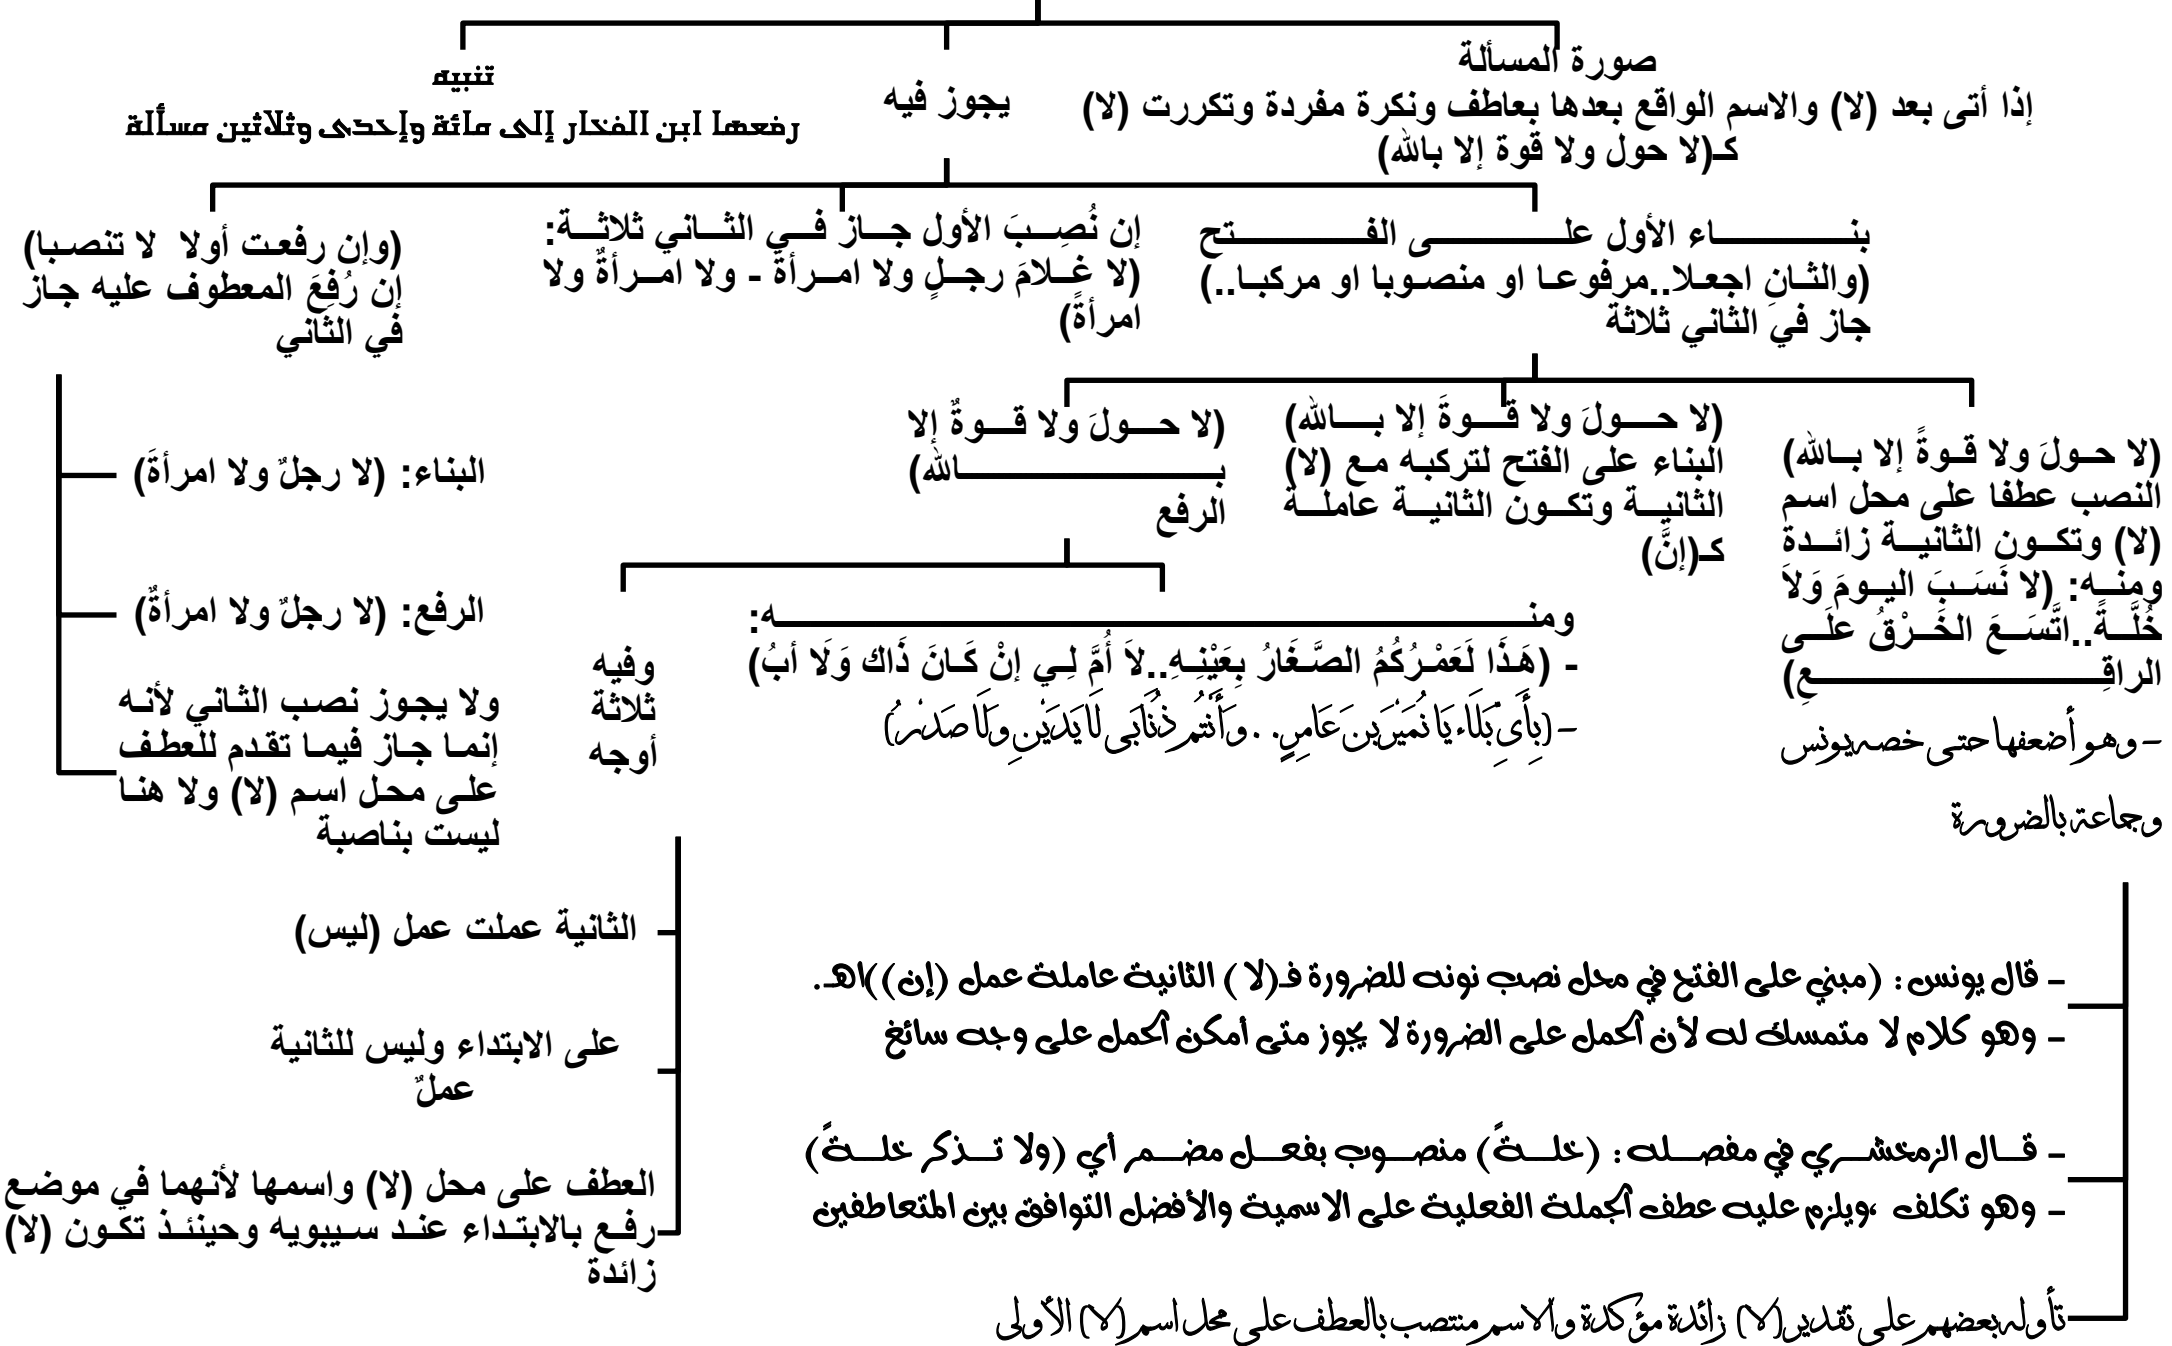 صورة المسألة
إذا أتى بعد (لا) والاسم الواقع بعدها بعاطف ونكرة مفردة وتكررت (لا)
كـ(لا حول ولا قوة إلا بالله)
يجوز فيه
تنبيه
رفعها ابن الفخار إلى مائة وإحدى وثلاثين مسألة
بناء الأول على الفتح
(والثانِ اجعلا..مرفوعا او منصوبا او مركبا..)
جاز في الثاني ثلاثة
إن نُصِبَ الأول جاز في الثاني ثلاثة:
(لا غلامَ رجلٍ ولا امرأةَ - ولا امرأةٌ ولا
امرأةً)
(وإن رفعت أولا لا تنصبا)
إن رُفِعَ المعطوف عليه جاز
في الثاني
(لا حولَ ولا قوةً إلا بالله)
النصب عطفا على محل اسم
(لا) وتكون الثانية زائدة
ومنه: (لا نَسَبَ اليومَ وَلاَ
خُلَّةً..اتَّسَعَ الخَرْقُ علَى
الراقِعِ)
- وهو أضعفها حتى خصه يونس
وجماعة بالضرورة
(لا حولَ ولا قوةَ إلا بالله)
البناء على الفتح لتركبه مع (لا)
الثانية وتكون الثانية عاملة
كـ(إنَّ)
(لا حولَ ولا قوةٌ إلا
بالله)
الرفع
ومنه:
- (هَذَا لَعَمْرُكُمُ الصَّغَارُ بِعَيْنِهِ..لاَ أُمَّ لِي إنْ كَانَ ذَاك وَلَا أبُ)
- (بِأَيِّ بَلَاء يَا نُمَيْرَ بنَ عَامرٍ. .وَأَنْتُم ذُنَابَى لَا يَدَيْنِ وَلَا صَدْرُ)
وفيه
ثلاثة
أوجه
البناء: (لا رجلٌ ولا امرأةَ)
الرفع: (لا رجلٌ ولا امرأةٌ)
ولا يجوز نصب الثاني لأنه
إنما جاز فيما تقدم للعطف
على محل اسم (لا) ولا هنا
ليست بناصبة
الثانية عملت عمل (ليس)
على الابتداء وليس للثانية
عملٌ
العطف على محل (لا) واسمها لأنهما في موضع
رفع بالابتداء عند سيبويه وحينئذ تكون (لا)
زائدة
- قال يونس: (مبني على الفتح في محل نصب نونه للضرورة فـ(لا) الثانية عاملة عمل (إن))اهـ.
- وهو كلام لا متمسك له لأن الحمل على الضرورة لا يجوز متى أمكن الحمل على وجه سائغ
- قال الزمخشري في مفصله: (خلةً) منصوب بفعل مضمر أي (ولا تذكر خلةً)
- وهو تكلف ،ويلزم عليه عطف الجملة الفعلية على الاسمية والأفضل التوافق بين المتعاطفين
تأوله بعضهم على تقدير (لا) زائدة مؤكدة والاسم منتصب بالعطف على محل اسم (لا) الأولى